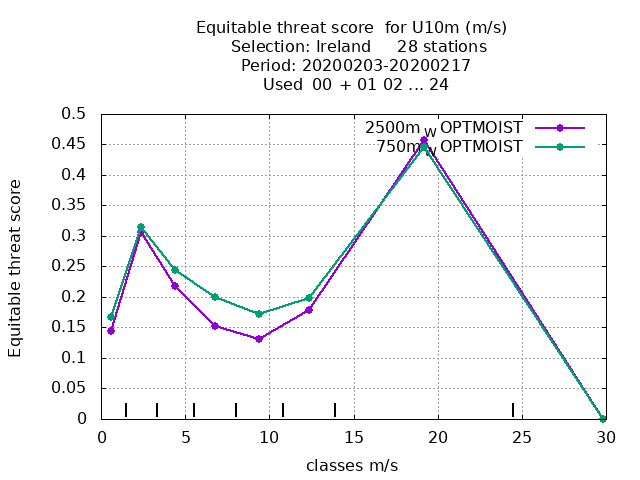 Equitable threat score  for U10m (m/s)
Selection: Ireland     28 stations
Period: 20200203-20200217
Used  00 + 01 02 ... 24
2500m_W OPTMOIST
750m_W OPTMOIST
0.5
0.45
0.4
0.35
0.3
0.25
0.2
0.15
0.1
0.05
0
Equitable threat score
0 5 10 15 20 25 30
classes m/s